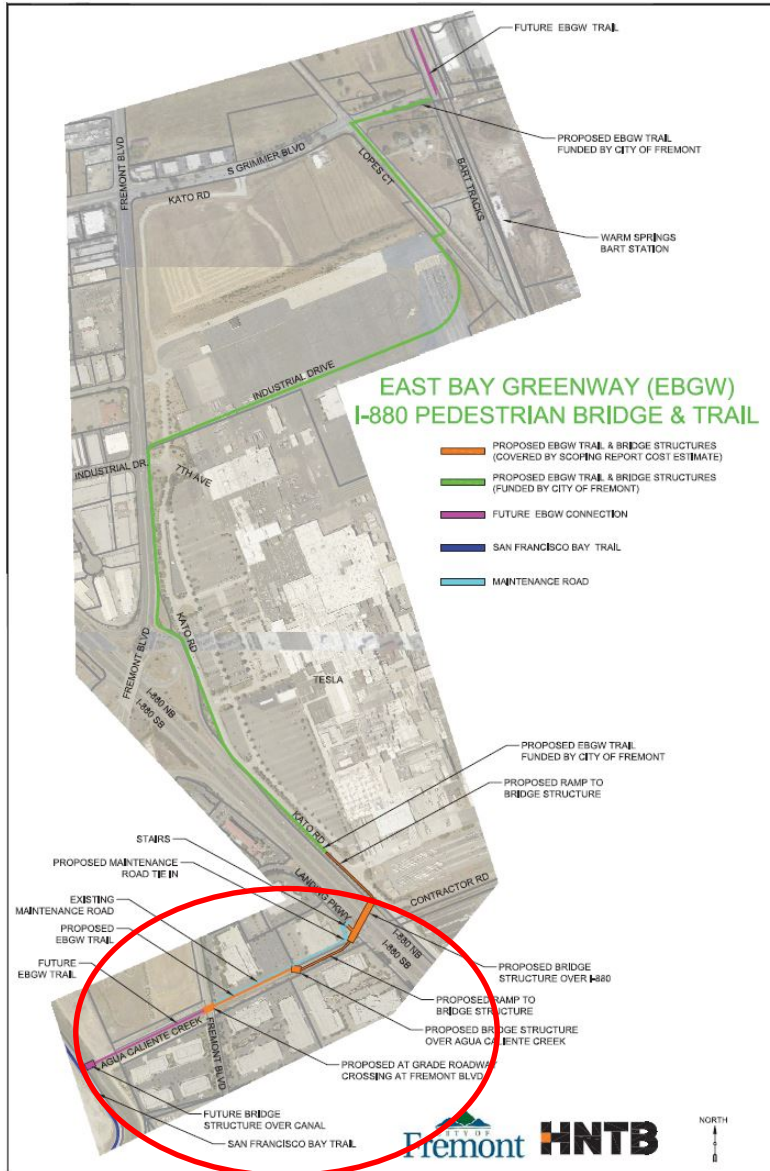 FUTURE EBGW TRAIL
PROPOSED EBGW TRAIL
FUNDED BY CITY OF FREMONT
FREMONT BLVD
S GRIMMER BLVD
KATO RD
LOPES CT
BART TRACKS
WARM SPRINGS
BART STATION
INDUSTRIAL DRIVE
EAST BAY GREENWAY (EBGW)
I-880 PEDESTRIAN BRIDGE & TRAIL
PROPOSED EBGW TRAIL & BRIDGE STRUCTURES
(COVERED BY SCOPING REPORT COST ESTIMATE)
PROPOSED EBGW TRAIL & BRIDGE STRUCTURES
(FUNDED BY CITY OF FREMONT)
FUTURE EBGW CONNECTION
SAN FRANCISCO BAY TRAIL
MAINTENANCE ROAD
INDUSTRIAL DR.
7TH AVE
KATO RD
FREMONT BLVD
I-880 NB
I-880 SB
TESLA
PROPOSED EBGW TRAIL
FUNDED BY CITY OF FREMONT
PROPOSED RAMP TO
BRIDGE STRUCTURE
KATO RD
STAIRS
PROPOSED MAINTENANCE
ROAD TIE IN
LANDING PKWY
CONTRACTOR RD
EXISTING
MAINTENANCE ROAD
PROPOSED
EBGW TRAIL
FUTURE
EBGW TRAIL
I-880 NB
I-880 SB
PROPOSED BRIDGE
STRUCTURE OVER I-880
PROPOSED RAMP TO
BRIDGE STRUCTURE
PROPOSED BRIDGE STRUCTURE
OVER AGUA CALIENTE CREEK
AGUA CALIENTE CREEK
FREMONT BLVD
PROPOSED AT GRADE ROADWAY
CROSSING AT FREMONT BLVD
FUTURE BRIDGE
STRUCTURE OVER CANAL
SAN FRANCISCO BAY TRAIL
CITY OF
Fremont
HNTB
NORTH